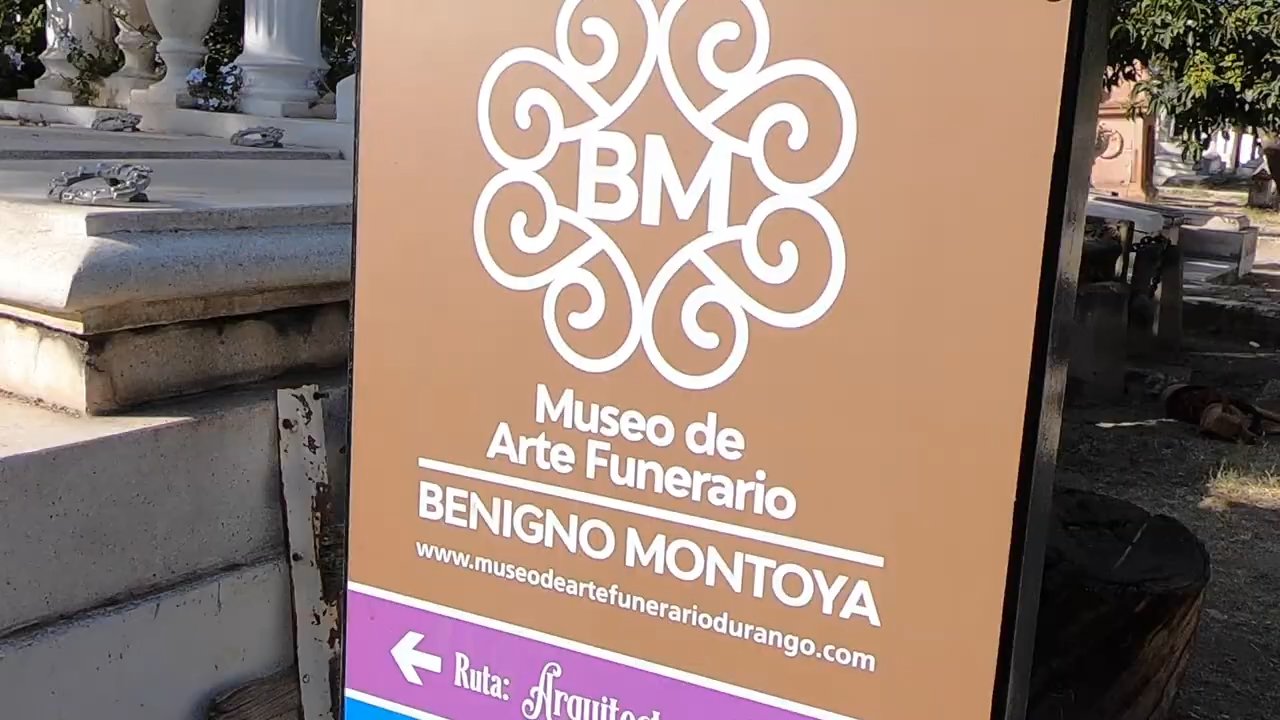 BM
Museo de
Arte Funerario
BENIGNO MONTOYA
www.museodeartefunerariodurango.com
Ruta: